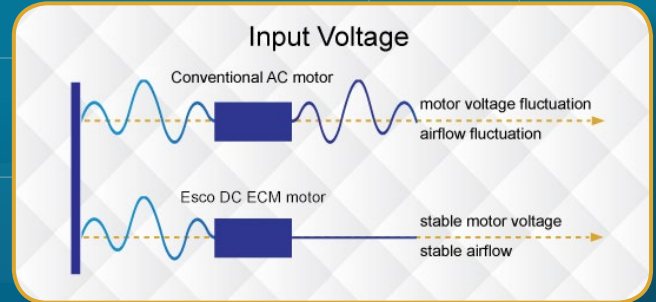 Input Voltage
Conventional AC motor
motor voltage fluctuation
airflow fluctuation
Esco DC ECM motor
stable motor voltage
stable airflow